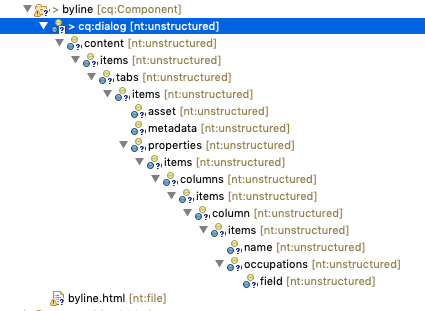 > byline [cq:Component]
> cq:dialog [nt:unstructured]
content [nt:unstructured]
items [nt:unstructured]
tabs [nt:unstructured]
items [nt:unstructured]
asset [nt:unstructured]
metadata [nt:unstructured]
properties [nt:unstructured]
items [nt:unstructured]
columns [nt:unstructured]
items [nt:unstructured]
column [nt:unstructured]
items [nt:unstructured]
name [nt:unstructured]
occupations [nt:unstructured]
field [nt:unstructured]
byline.html [nt:file]